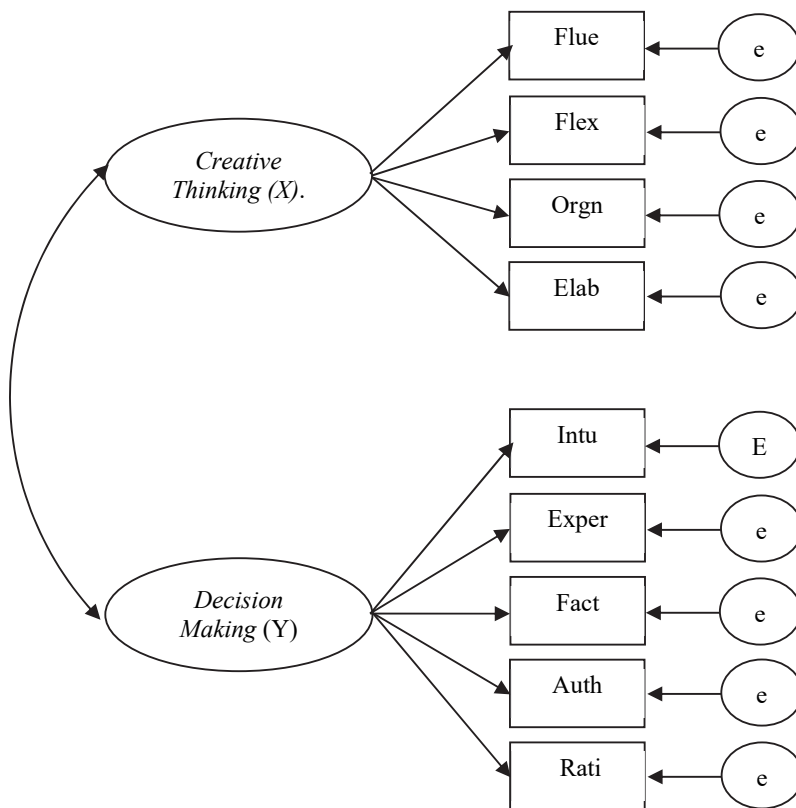 Flue
e
Flex
e
Creative
Thinking (X).
Orgn
e
Elab
e
Intu
E
Exper
e
Decision
Making (Y)
Fact
e
Auth
e
Rati
e